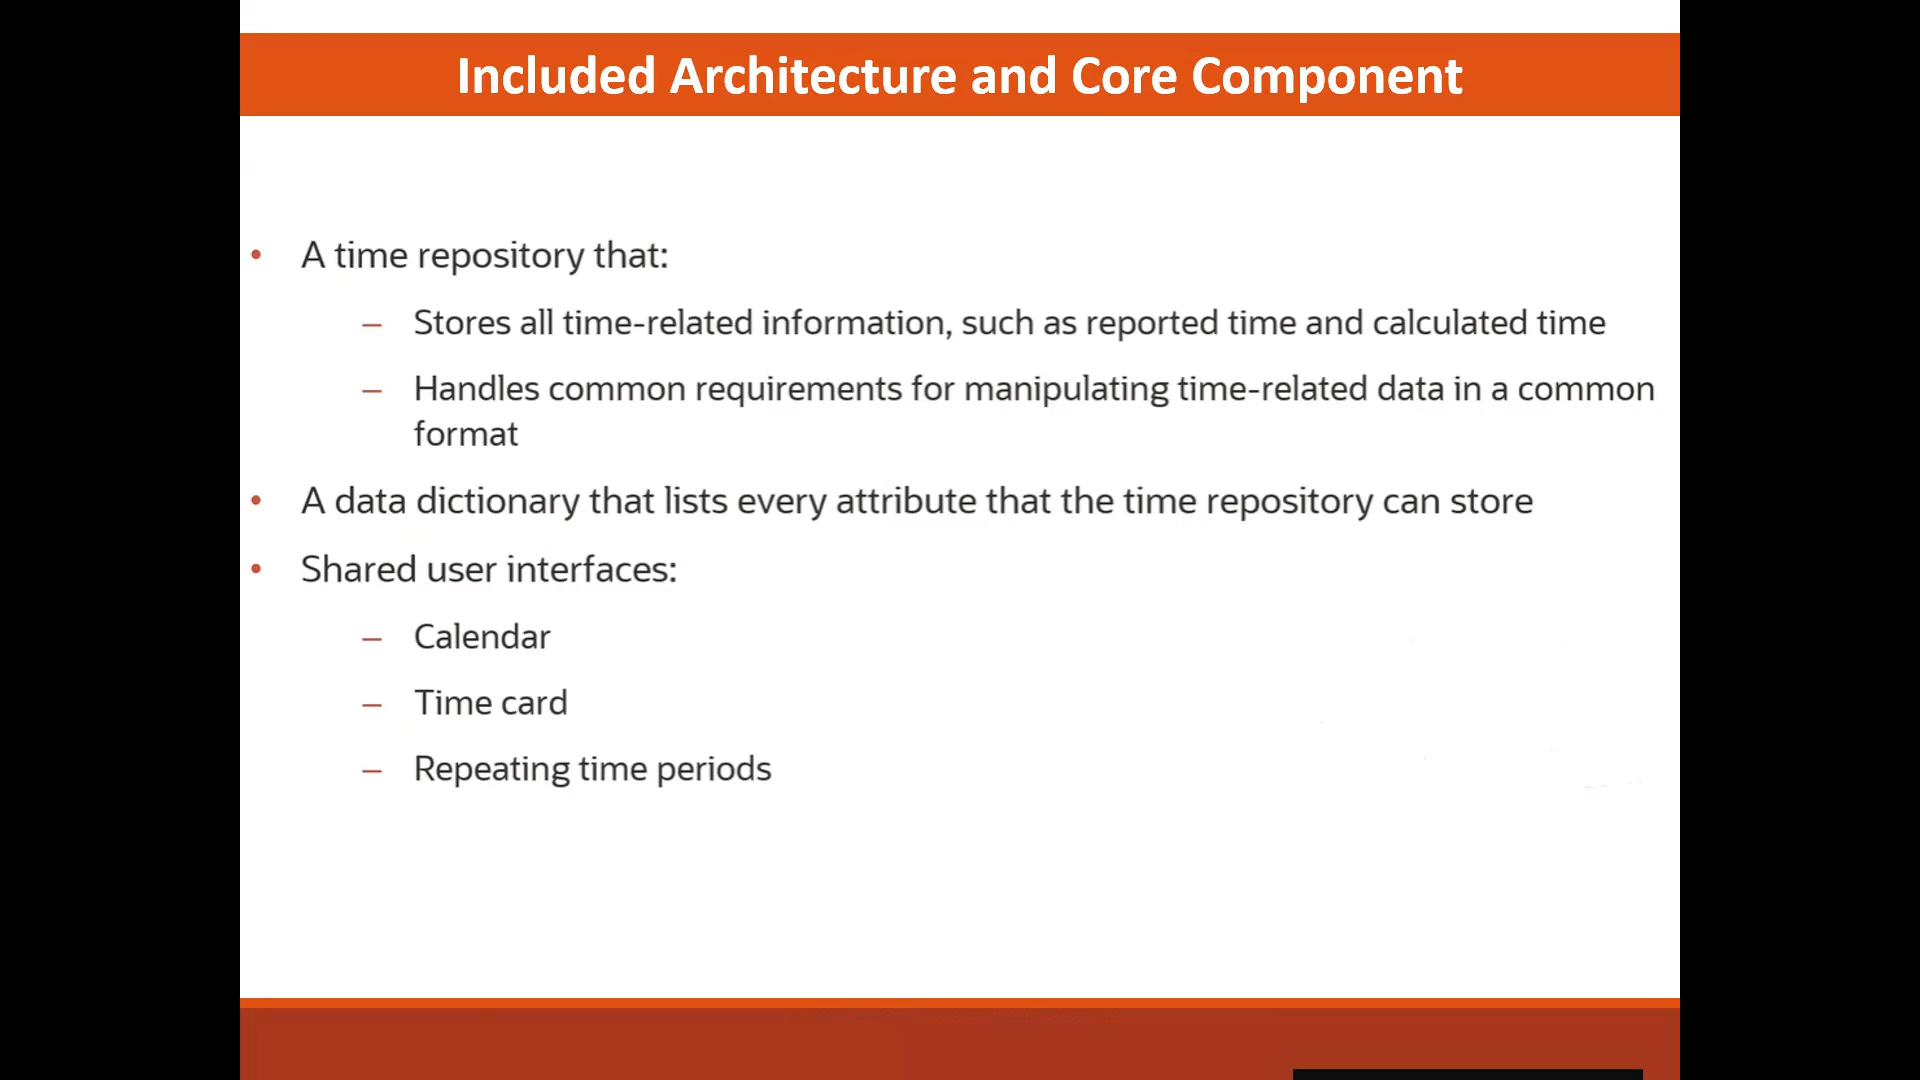 Included Architecture and Core Component
• A time repository that:
– Stores all time-related information, such as reported time and calculated time
– Handles common requirements for manipulating time-related data in a common
format
• A data dictionary that lists every attribute that the time repository can store
• Shared user interfaces:
– Calendar
– Time card
– Repeating time periods